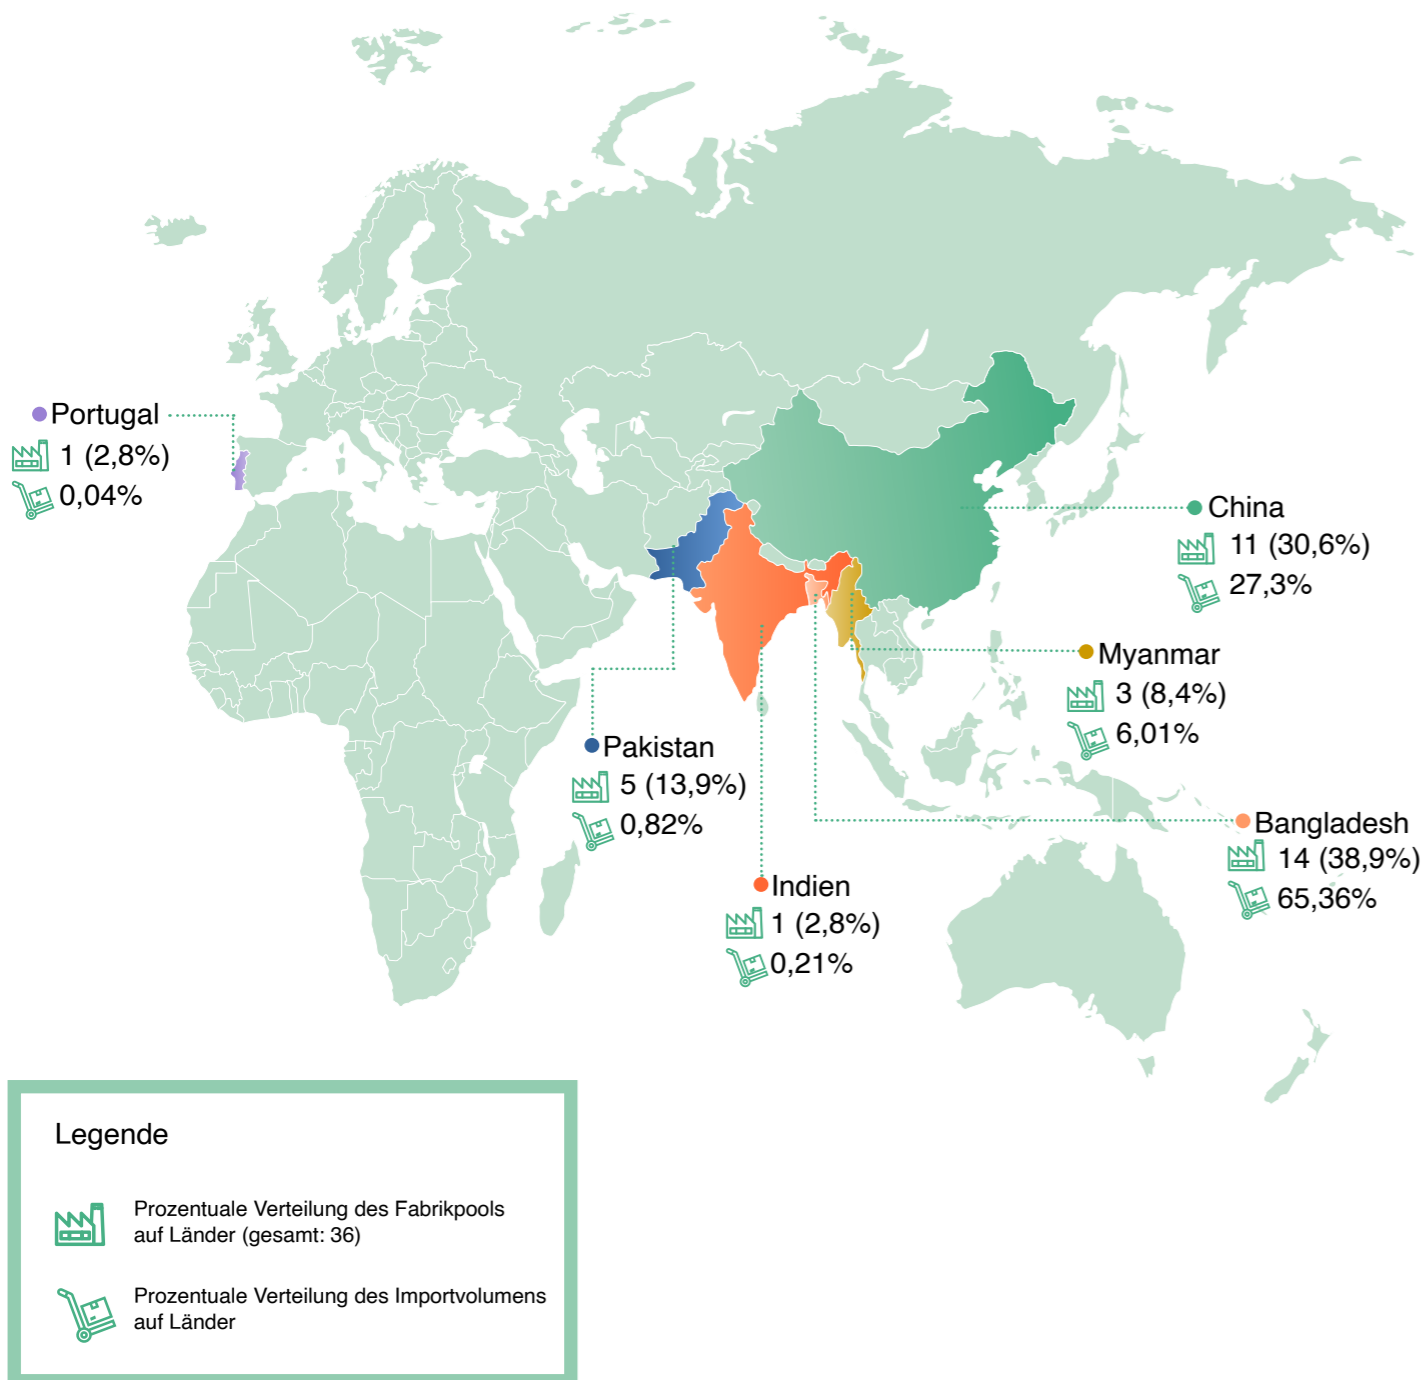 Portugal
1 (2,8%)
0,04%
China
11 (30,6%)
27,3%
Myanmar
3 (8,4%)
6,01%
Pakistan
5 (13,9%)
0,82%
Bangladesh
14 (38,9%)
65,36%
Indien
1 (2,8%)
0,21%
Legende
Prozentuale Verteilung des Fabrikpools
auf Länder (gesamt: 36)
Prozentuale Verteilung des Importvolumens
auf Länder